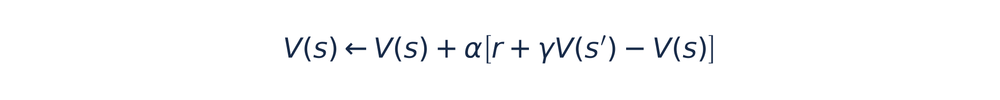 V(s) ← V(s) + α[r + γV(s′) − V(s)]